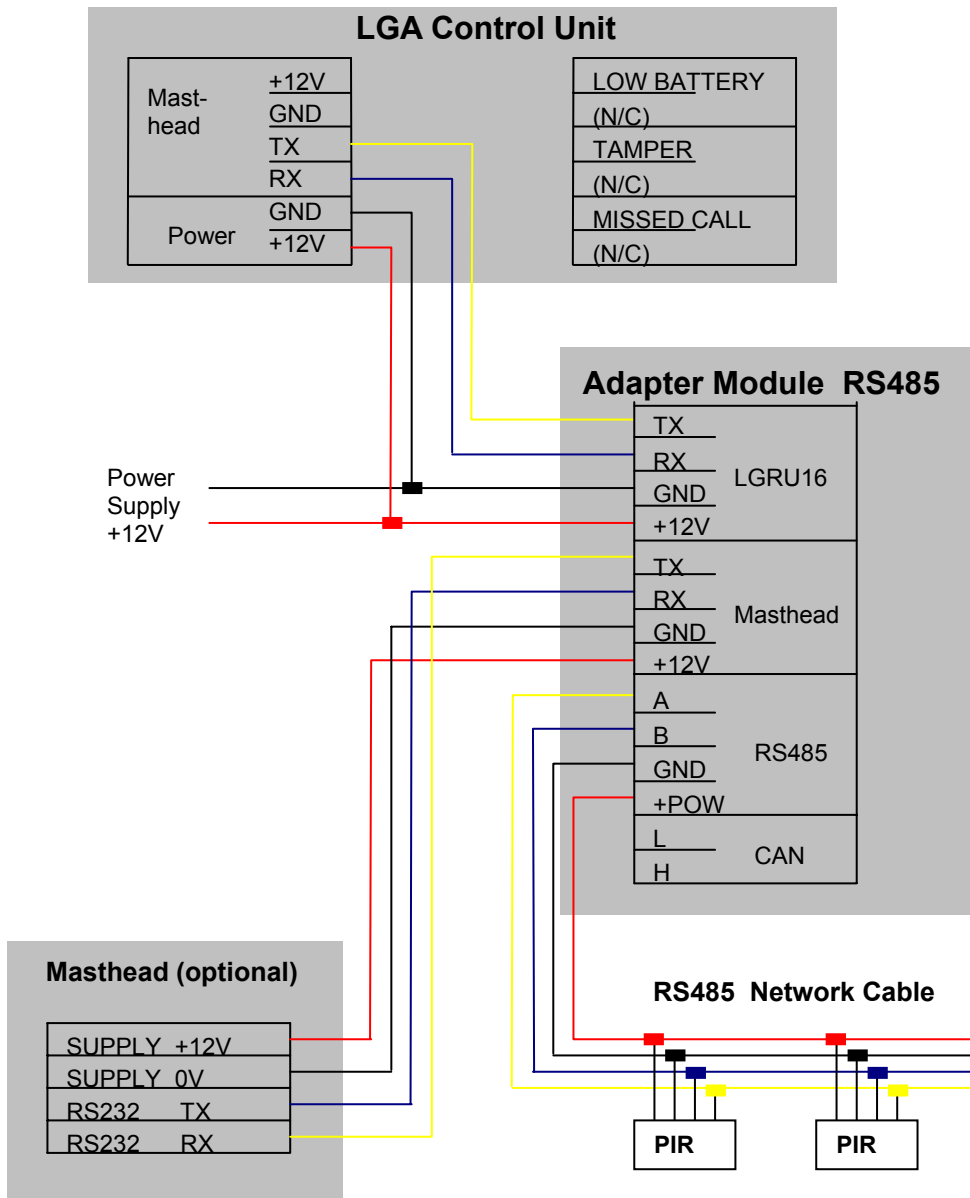 LGA Control Unit
Mast-
head
+12V
GND
TX
RX
Power
GND
+12V
LOW BATTERY
(N/C)
TAMPER
(N/C)
MISSED CALL
(N/C)
Adapter Module RS485
TX
RX
GND
+12V
LGRU16
TX
RX
GND
+12V
Masthead
A
B
GND
+POW
RS485
L
H
CAN
Power
Supply
+12V
Masthead (optional)
SUPPLY +12V
SUPPLY 0V
RS232 TX
RS232 RX
RS485 Network Cable
PIR
PIR